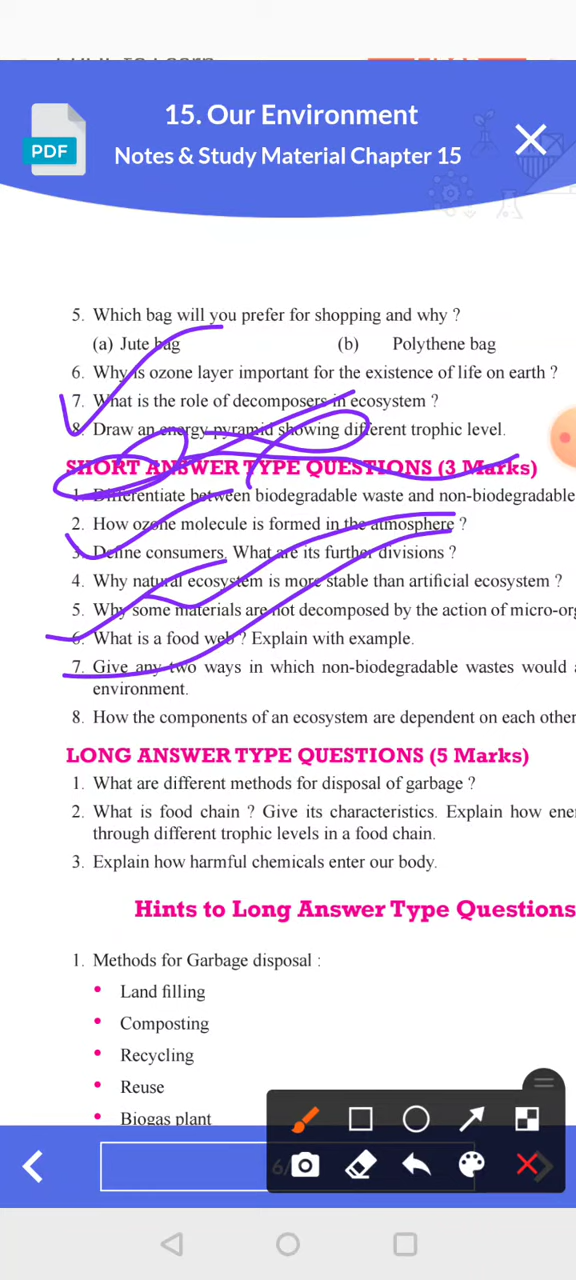 15. Our Environment
PDF
Notes & Study Material Chapter 15
5. Which bag will you prefer for shopping and why ?
(a) Jute bag (b) Polythene bag
6. Why is ozone layer important for the existence of life on earth ?
7. What is the role of decomposers in ecosystem ?
8. Draw an energy pyramid showing different trophic level.
SHORT ANSWER TYPE QUESTIONS (3 Marks)
1. Differentiate between biodegradable waste and non-biodegradable
2. How ozone molecule is formed in the atmosphere ?
3. Define consumers. What are its further divisions ?
4. Why natural ecosystem is more stable than artificial ecosystem ?
5. Why some materials are not decomposed by the action of micro-or
6. What is a food web ? Explain with example.
7. Give any two ways in which non-biodegradable wastes would a
environment.
8. How the components of an ecosystem are dependent on each other
LONG ANSWER TYPE QUESTIONS (5 Marks)
1. What are different methods for disposal of garbage ?
2. What is food chain ? Give its characteristics. Explain how ene
through different trophic levels in a food chain.
3. Explain how harmful chemicals enter our body.
Hints to Long Answer Type Questions
1. Methods for Garbage disposal :
• Land filling
• Composting
• Recycling
• Reuse
• Biogas plant